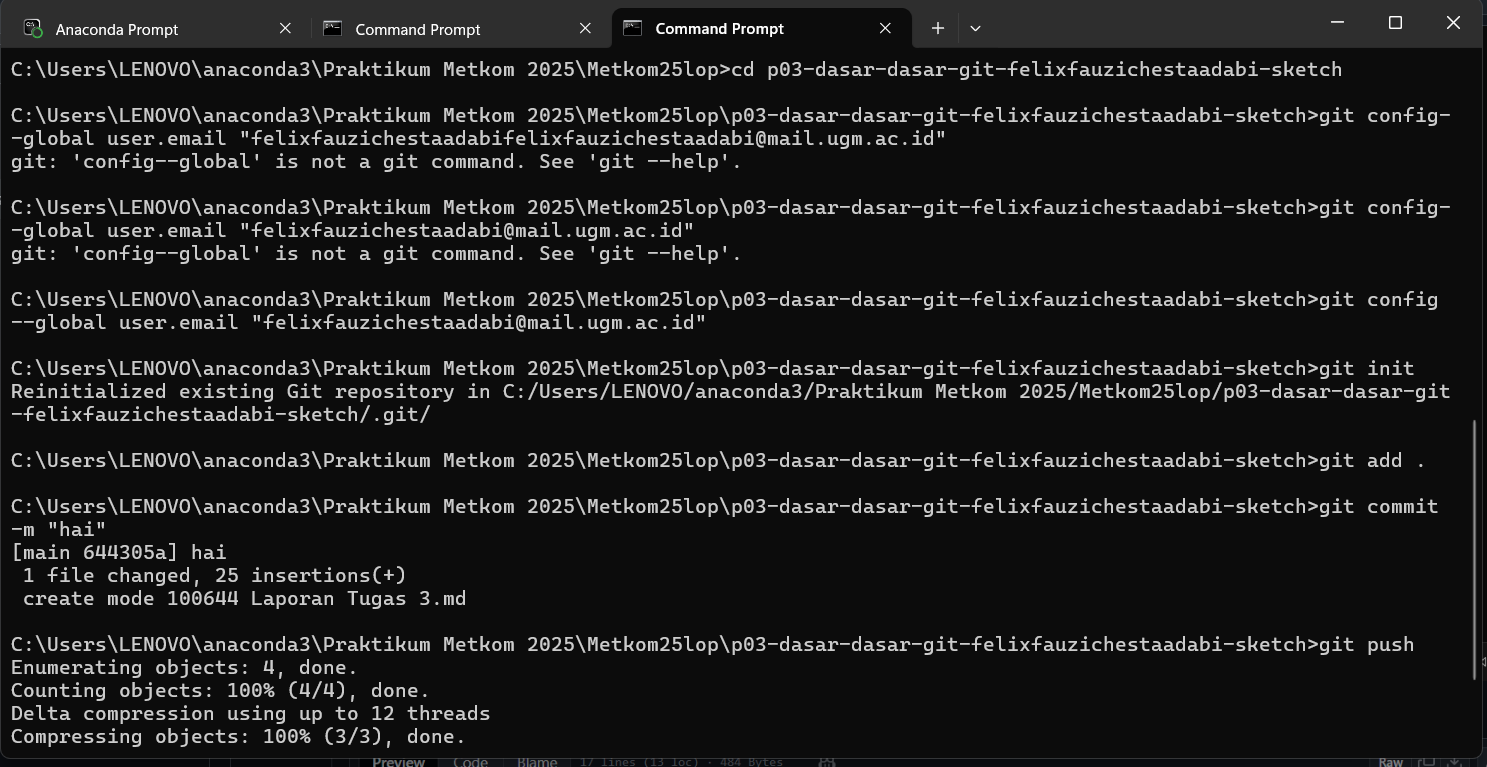 Anaconda Prompt
Command Prompt
Command Prompt
C:\Users\LENOVO\anaconda3\Praktikum Metkom 2025\Metkom25lop>cd p03-dasar-dasar-git-felixfauzichestaadabi-sketch
C:\Users\LENOVO\anaconda3\Praktikum Metkom 2025\Metkom25lop\p03-dasar-dasar-git-felixfauzichestaadabi-sketch>git config-
-global user.email "felixfauzichestaadabifelixfauzichestaadabi@mail.ugm.ac.id"
git: 'config--global' is not a git command. See 'git --help'.
C:\Users\LENOVO\anaconda3\Praktikum Metkom 2025\Metkom25lop\p03-dasar-dasar-git-felixfauzichestaadabi-sketch>git config-
-global user.email "felixfauzichestaadabi@mail.ugm.ac.id"
git: 'config--global' is not a git command. See 'git --help'.
C:\Users\LENOVO\anaconda3\Praktikum Metkom 2025\Metkom25lop\p03-dasar-dasar-git-felixfauzichestaadabi-sketch>git config
--global user.email "felixfauzichestaadabi@mail.ugm.ac.id"
C:\Users\LENOVO\anaconda3\Praktikum Metkom 2025\Metkom25lop\p03-dasar-dasar-git-felixfauzichestaadabi-sketch>git init
Reinitialized existing Git repository in C:/Users/LENOVO/anaconda3/Praktikum Metkom 2025/Metkom25lop/p03-dasar-dasar-git
-felixfauzichestaadabi-sketch/.git/
C:\Users\LENOVO\anaconda3\Praktikum Metkom 2025\Metkom25lop\p03-dasar-dasar-git-felixfauzichestaadabi-sketch>git add .
C:\Users\LENOVO\anaconda3\Praktikum Metkom 2025\Metkom25lop\p03-dasar-dasar-git-felixfauzichestaadabi-sketch>git commit
-m "hai"
[main 644305a] hai
1 file changed, 25 insertions(+)
create mode 100644 Laporan Tugas 3.md
C:\Users\LENOVO\anaconda3\Praktikum Metkom 2025\Metkom25lop\p03-dasar-dasar-git-felixfauzichestaadabi-sketch>git push
Enumerating objects: 4, done.
Counting objects: 100% (4/4), done.
Delta compression using up to 12 threads
Compressing objects: 100% (3/3), done.
Preview Code Blame 17 lines (13 loc) · 484 Bytes Raw